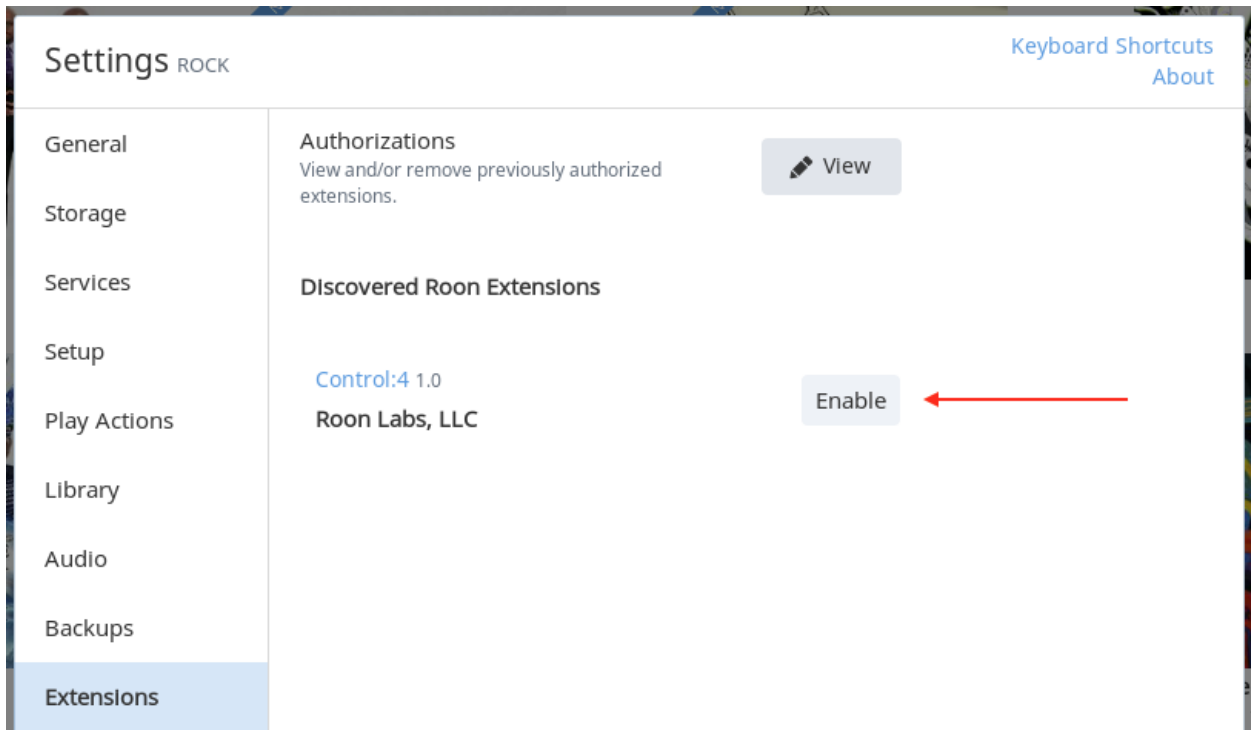 Settings ROCK
Keyboard Shortcuts
About
General
Storage
Services
Setup
Play Actions
Library
Audio
Backups
Extensions
Authorizations
View and/or remove previously authorized
extensions.
View
Discovered Roon Extensions
Control:4 1.0
Roon Labs, LLC
Enable